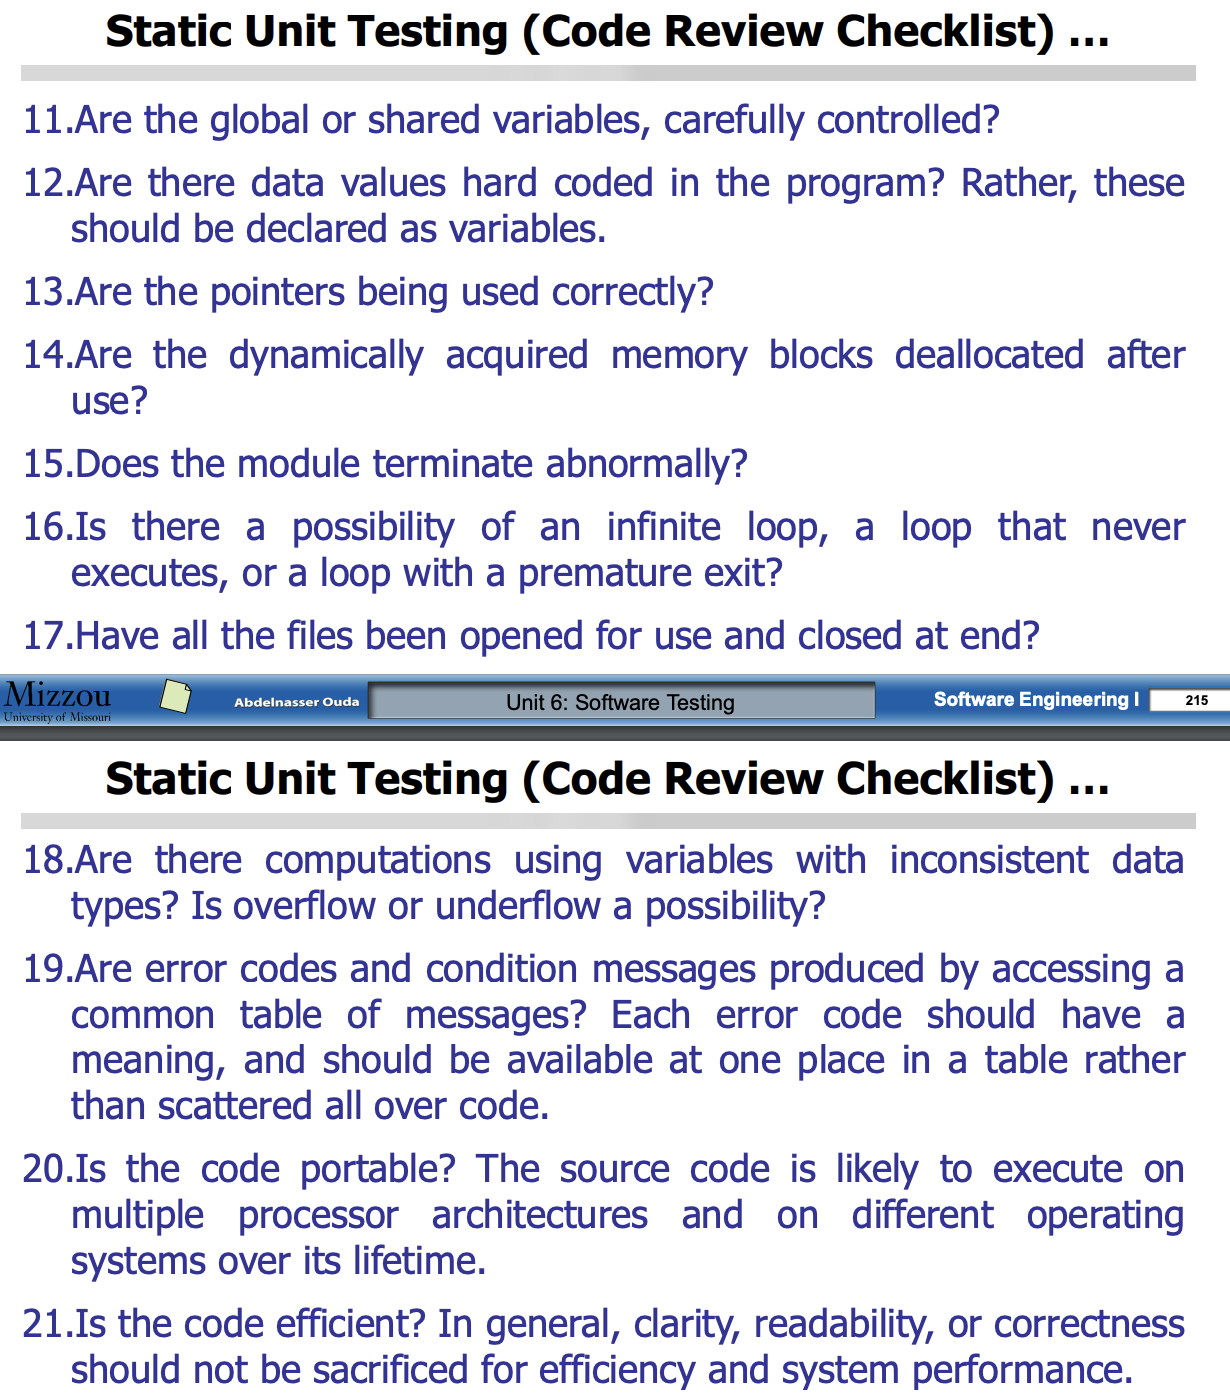 Static Unit Testing (Code Review Checklist) ...
11.Are the global or shared variables, carefully controlled?
12.Are there data values hard coded in the program? Rather, these
should be declared as variables.
13.Are the pointers being used correctly?
14.Are the dynamically acquired memory blocks deallocated after
use?
15.Does the module terminate abnormally?
16.Is there a possibility of an infinite loop, a loop that never
executes, or a loop with a premature exit?
17.Have all the files been opened for use and closed at end?
Mizzou
University of Missouri
Abdelnasser Ouda
Unit 6: Software Testing
Software Engineering I
215
Static Unit Testing (Code Review Checklist) ...
18.Are there computations using variables with inconsistent data
types? Is overflow or underflow a possibility?
19.Are error codes and condition messages produced by accessing a
common table of messages? Each error code should have a
meaning, and should be available at one place in a table rather
than scattered all over code.
20.Is the code portable? The source code is likely to execute on
multiple processor architectures and on different operating
systems over its lifetime.
21.Is the code efficient? In general, clarity, readability, or correctness
should not be sacrificed for efficiency and system performance.